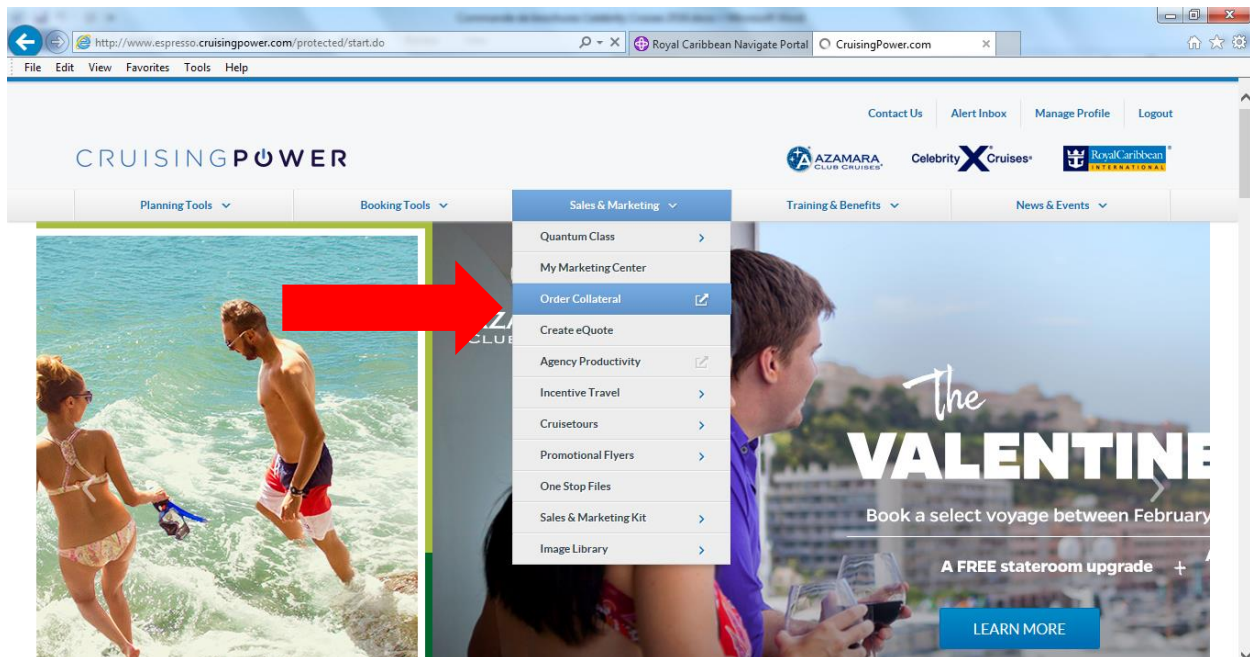 http://www.espresso.cruisingpower.com/protected/start.do
Royal Caribbean Navigate Portal
CruisingPower.com
File Edit View Favorites Tools Help
Contact Us Alert Inbox Manage Profile Logout
CRUISINGPOWER
AZAMARA
CLUB CRUISES
Celebrity X Cruises
RoyalCaribbean
INTERNATIONAL
Planning Tools Booking Tools Sales & Marketing Training & Benefits News & Events
Quantum Class
My Marketing Center
Order Collateral
Create eQuote
Agency Productivity
Incentive Travel
Cruisetours
Promotional Flyers
One Stop Files
Sales & Marketing Kit
Image Library
The
VALENTINE
Book a select voyage between February
A FREE stateroom upgrade +
LEARN MORE